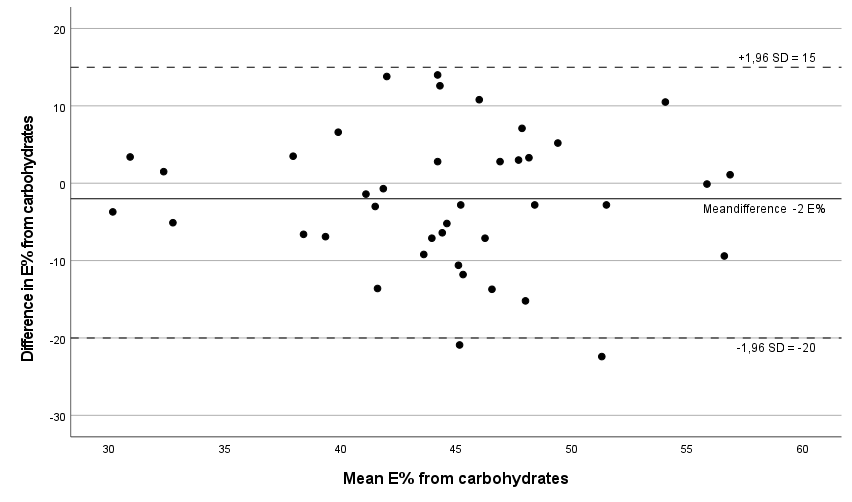 20
+1,96 SD = 15
10
0
Meandifference -2 E%
-10
-20
-1,96 SD = -20
-30
Difference in E% from carbohydrates
30 35 40 45 50 55 60
Mean E% from carbohydrates